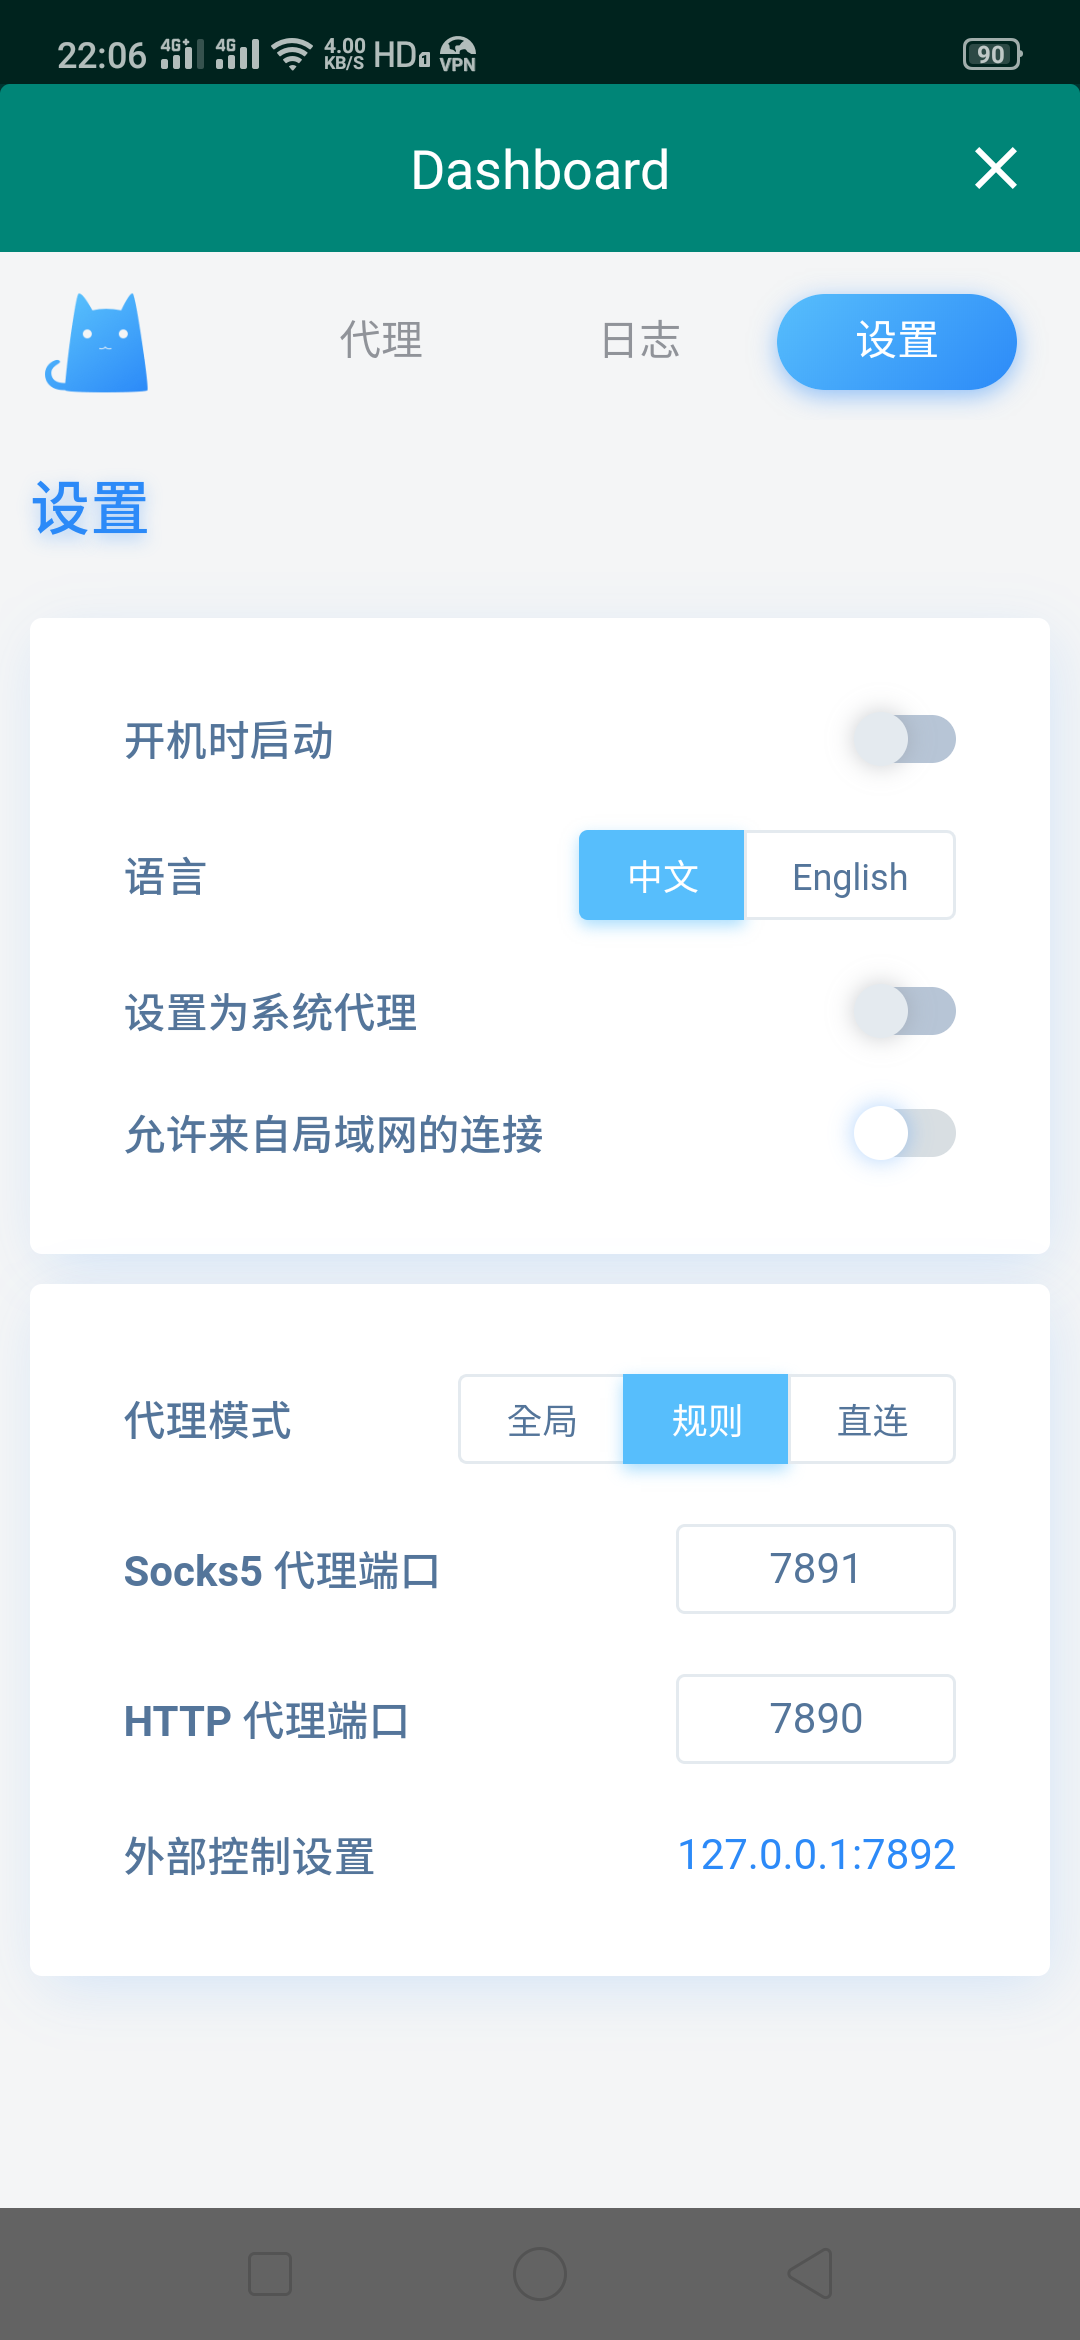 22:06 4G+ 4G 4.00 KB/S HD 1 VPN 90
Dashboard
代理 日志 设置
设置
开机时启动
语言 中文 English
设置为系统代理
允许来自局域网的连接
代理模式 全局 规则 直连
Socks5 代理端口 7891
HTTP 代理端口 7890
外部控制设置 127.0.0.1:7892